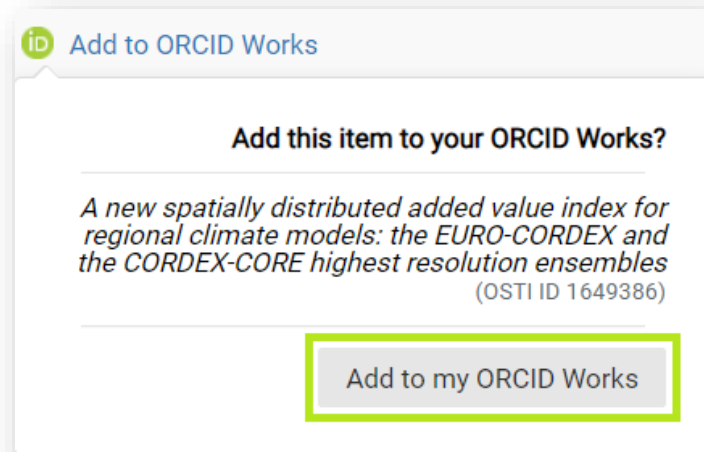 iD Add to ORCID Works
Add this item to your ORCID Works?
A new spatially distributed added value index for
regional climate models: the EURO-CORDEX and
the CORDEX-CORE highest resolution ensembles
(OSTI ID 1649386)
Add to my ORCID Works